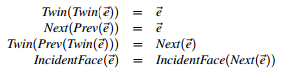 Twin(Twin(e⃗)) = e⃗
Next(Prev(e⃗)) = e⃗
Twin(Prev(Twin(e⃗))) = Next(e⃗)
IncidentFace(e⃗) = IncidentFace(Next(e⃗))